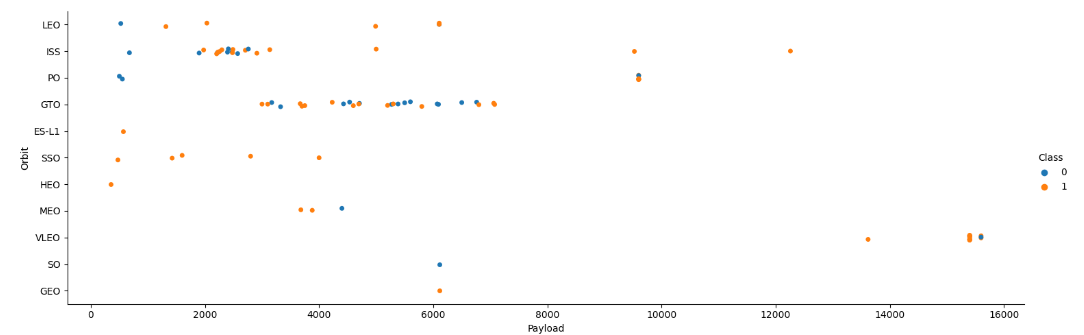 LEO
ISS
PO
GTO
ES-L1
SSO
HEO
MEO
VLEO
SO
GEO
Orbit
0
2000
4000
6000
8000
10000
12000
14000
16000
Payload
Class
0
1